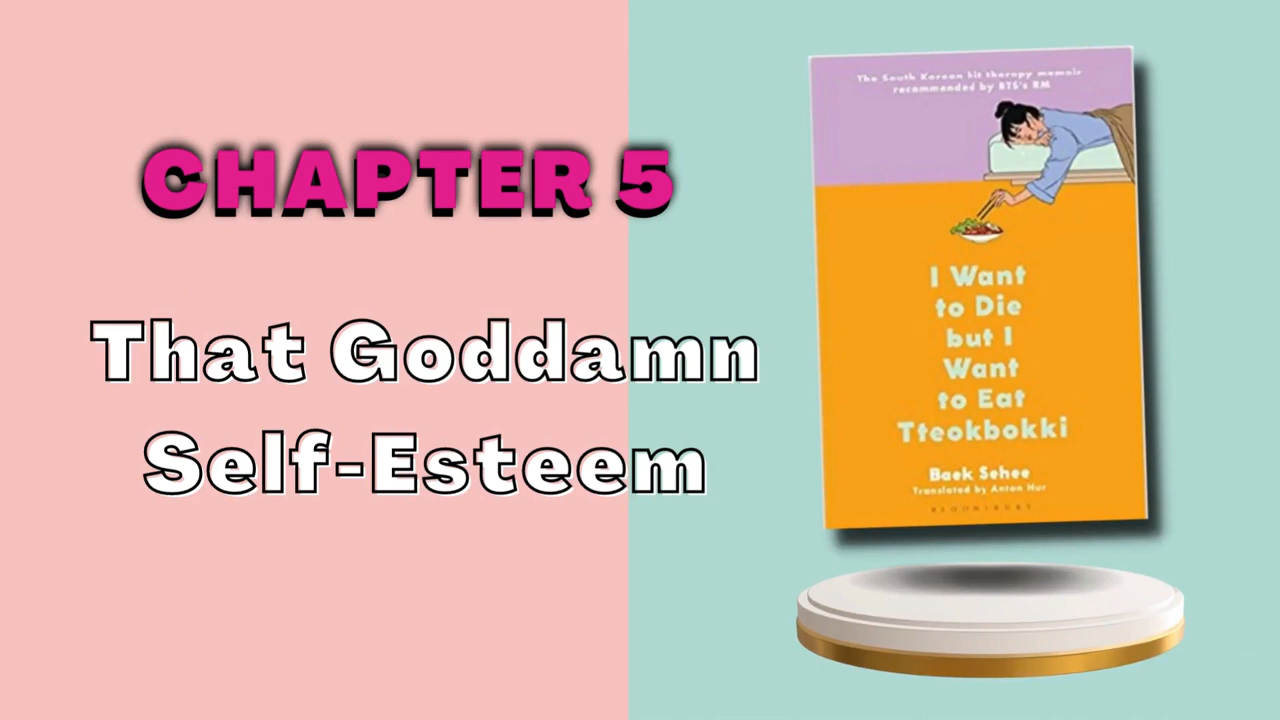 CHAPTER 5
That Goddamn
Self-Esteem
The South Korean hit therapy memoir
recommended by BTS's RM
I Want
to Die
but I
Want
to Eat
Tteokbokki
Baek Sehee
Translated by Anton Hur
BLOOMSBURY